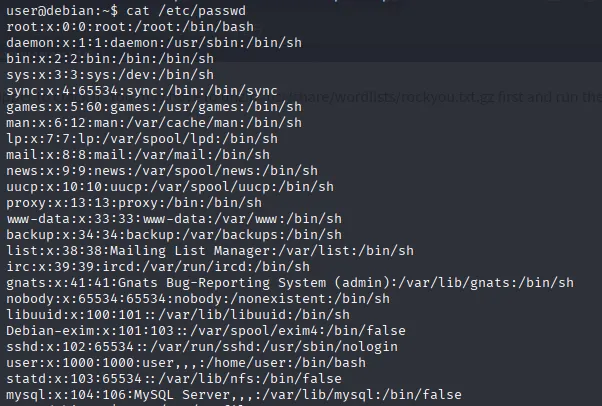 user@debian:~$ cat /etc/passwd
root:x:0:0:root:/root:/bin/bash
daemon:x:1:1:daemon:/usr/sbin:/bin/sh
bin:x:2:2:bin:/bin:/bin/sh
sys:x:3:3:sys:/dev:/bin/sh
sync:x:4:65534:sync:/bin:/bin/sync
share/wordlists/rockyou.txt.gz first and run the
games:x:5:60:games:/usr/games:/bin/sh
man:x:6:12:man:/var/cache/man:/bin/sh
lp:x:7:7:lp:/var/spool/lpd:/bin/sh
mail:x:8:8:mail:/var/mail:/bin/sh
news:x:9:9:news:/var/spool/news:/bin/sh
uucp:x:10:10:uucp:/var/spool/uucp:/bin/sh
proxy:x:13:13:proxy:/bin:/bin/sh
www-data:x:33:33:www-data:/var/www:/bin/sh
backup:x:34:34:backup:/var/backups:/bin/sh
list:x:38:38:Mailing List Manager:/var/list:/bin/sh
irc:x:39:39:ircd:/var/run/ircd:/bin/sh
gnats:x:41:41:Gnats Bug-Reporting System (admin):/var/lib/gnats:/bin/sh
nobody:x:65534:65534:nobody:/nonexistent:/bin/sh
libuuid:x:100:101::/var/lib/libuuid:/bin/sh
Debian-exim:x:101:103::/var/spool/exim4:/bin/false
sshd:x:102:65534::/var/run/sshd:/usr/sbin/nologin
user:x:1000:1000:user,,,:/home/user:/bin/bash
statd:x:103:65534::/var/lib/nfs:/bin/false
mysql:x:104:106:MySQL Server,,,:/var/lib/mysql:/bin/false